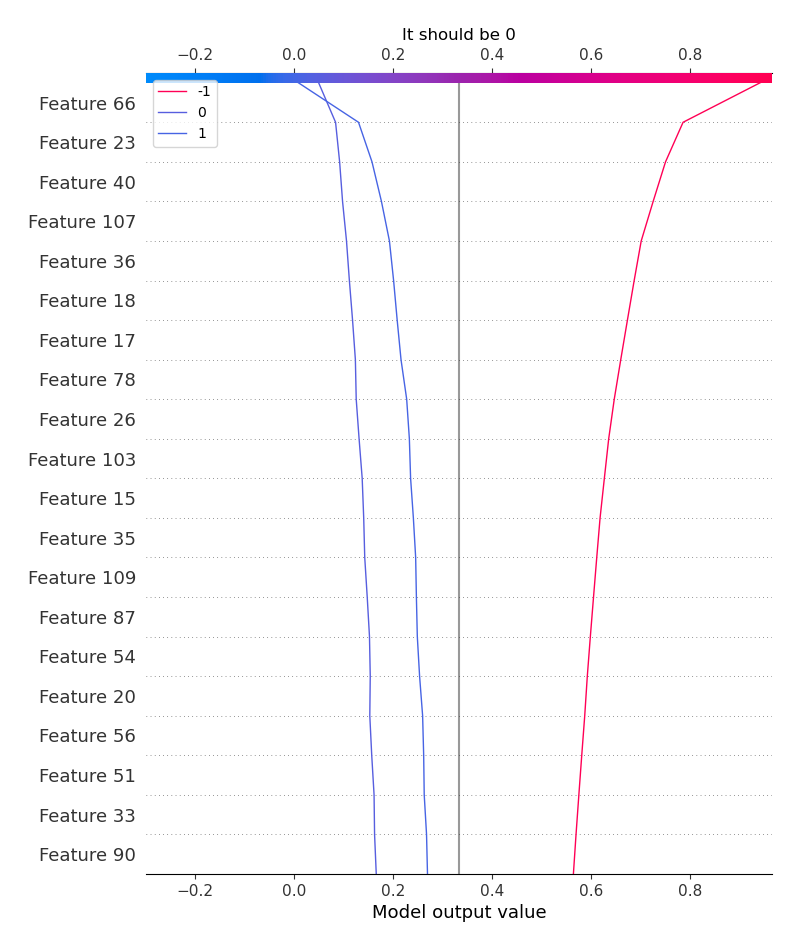 It should be 0
−0.2 0.0 0.2 0.4 0.6 0.8
-1
0
1
Feature 66
Feature 23
Feature 40
Feature 107
Feature 36
Feature 18
Feature 17
Feature 78
Feature 26
Feature 103
Feature 15
Feature 35
Feature 109
Feature 87
Feature 54
Feature 20
Feature 56
Feature 51
Feature 33
Feature 90
−0.2 0.0 0.2 0.4 0.6 0.8
Model output value